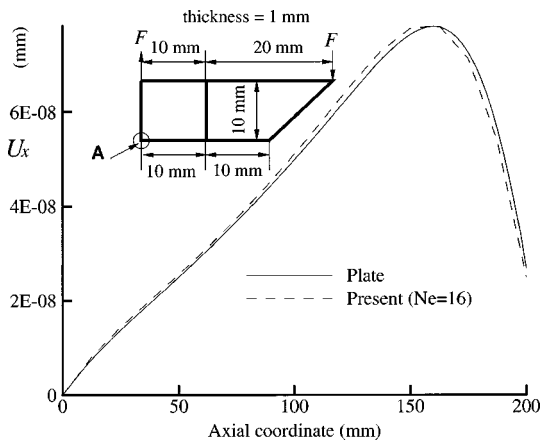 thickness = 1 mm
(mm)
F
10 mm
20 mm
F
10 mm
6E-08
Ux
A
10 mm
10 mm
4E-08
Plate
2E-08
Present (Ne=16)
0
0
50
100
150
200
Axial coordinate (mm)